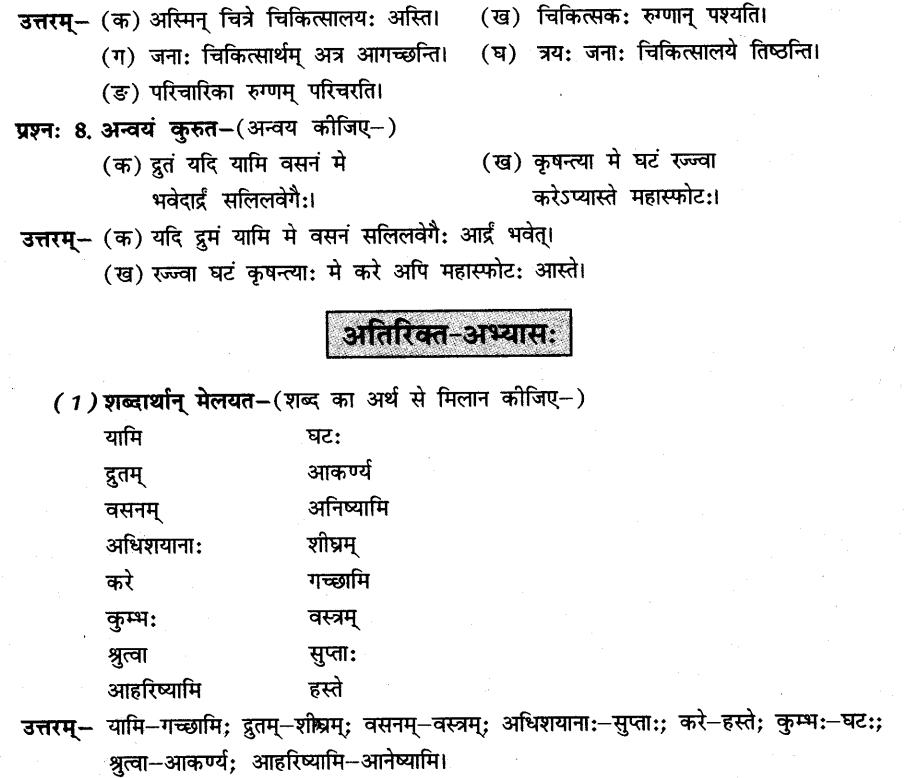 उत्तरम्– (क) अस्मिन् चित्रे चिकित्सालयः अस्ति। (ख) चिकित्सकः रुग्णान् पश्यति।
(ग) जनाः चिकित्सार्थम् अत्र आगच्छन्ति। (घ) त्रयः जनाः चिकित्सालये तिष्ठन्ति।
(ङ) परिचारिका रुग्णम् परिचरति।
प्रश्नः 8. अन्वयं कुरुत–(अन्वय कीजिए–)
(क) द्रुतं यदि यामि वसनं मे (ख) कृषन्त्या मे घटं रज्ज्वा
भवेदार्द्रं सलिलवेगैः। करेऽप्यास्ते महास्फोटः।
उत्तरम्– (क) यदि द्रुमं यामि मे वसनं सलिलवेगैः आर्द्रं भवेत्।
(ख) रज्ज्वा घटं कृषन्त्याः मे करे अपि महास्फोटः आस्ते।
अतिरिक्त-अभ्यासः
(1) शब्दार्थान् मेलयत–(शब्द का अर्थ से मिलान कीजिए–)
यामि घटः
द्रुतम् आकर्ण्य
वसनम् अनिष्यामि
अधिशयानाः शीघ्रम्
करे गच्छामि
कुम्भः वस्त्रम्
श्रुत्वा सुप्ताः
आहरिष्यामि हस्ते
उत्तरम्– यामि–गच्छामि; द्रुतम्–शीघ्रम्; वसनम्–वस्त्रम्; अधिशयानाः–सुप्ताः; करे–हस्ते; कुम्भः–घटः;
श्रुत्वा–आकर्ण्य; आहरिष्यामि–आनेष्यामि।